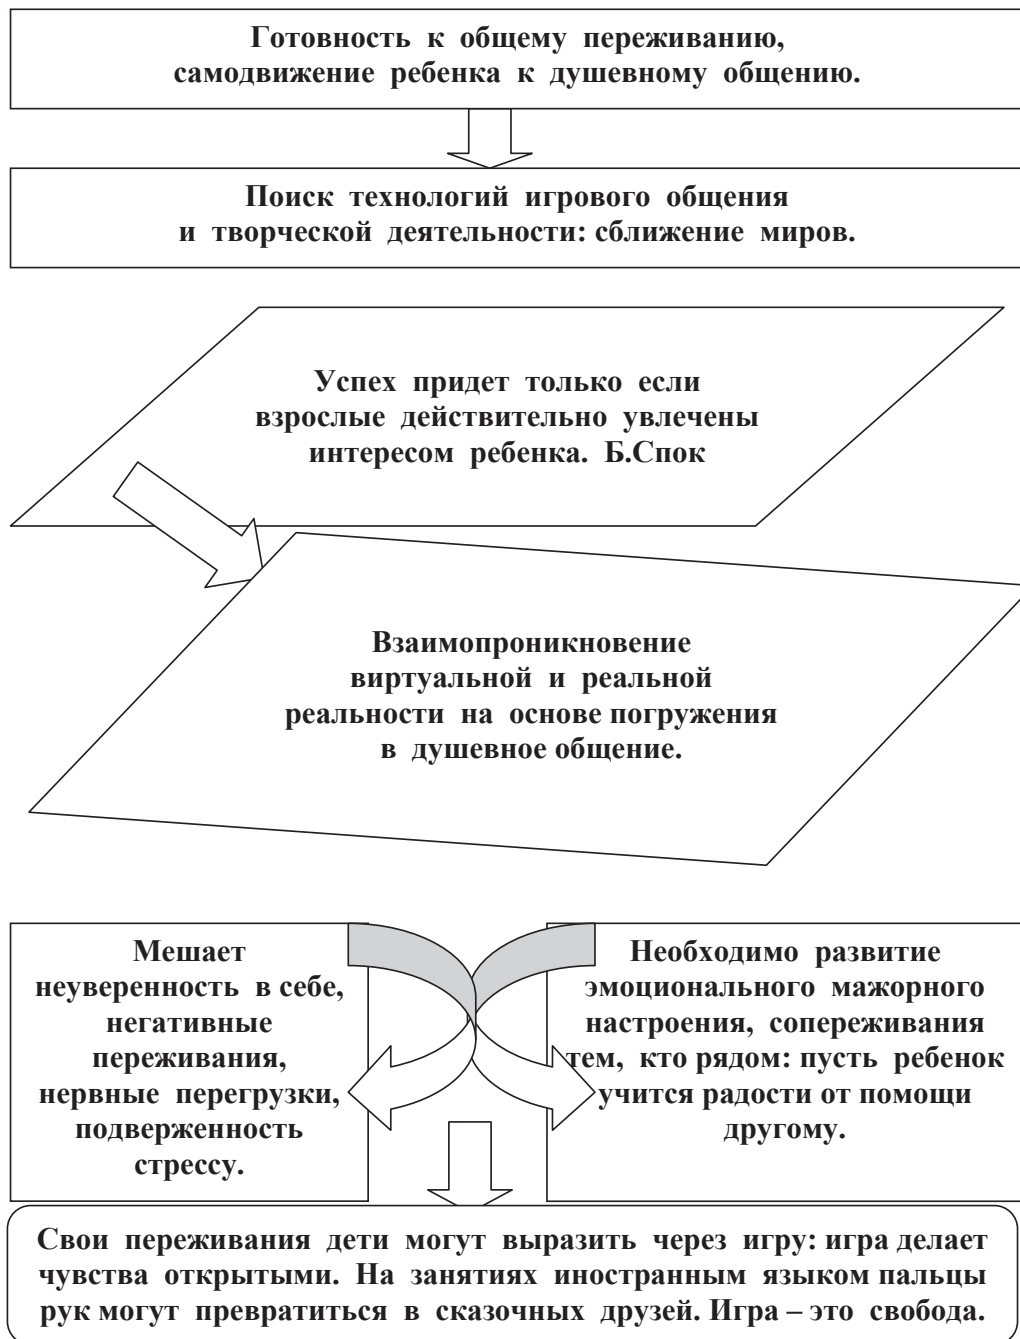 Готовность к общему переживанию,
самодвижение ребенка к душевному общению.
Поиск технологий игрового общения
и творческой деятельности: сближение миров.
Успех придет только если
взрослые действительно увлечены
интересом ребенка. Б.Спок
Взаимопроникновение
виртуальной и реальной
реальности на основе погружения
в душевное общение.
Мешает
неуверенность в себе,
негативные
переживания,
нервные перегрузки,
подверженность
стрессу.
Необходимо развитие
эмоционального мажорного
настроения, сопереживания
тем, кто рядом: пусть ребенок
учится радости от помощи
другому.
Свои переживания дети могут выразить через игру: игра делает
чувства открытыми. На занятиях иностранным языком пальцы
рук могут превратиться в сказочных друзей. Игра – это свобода.